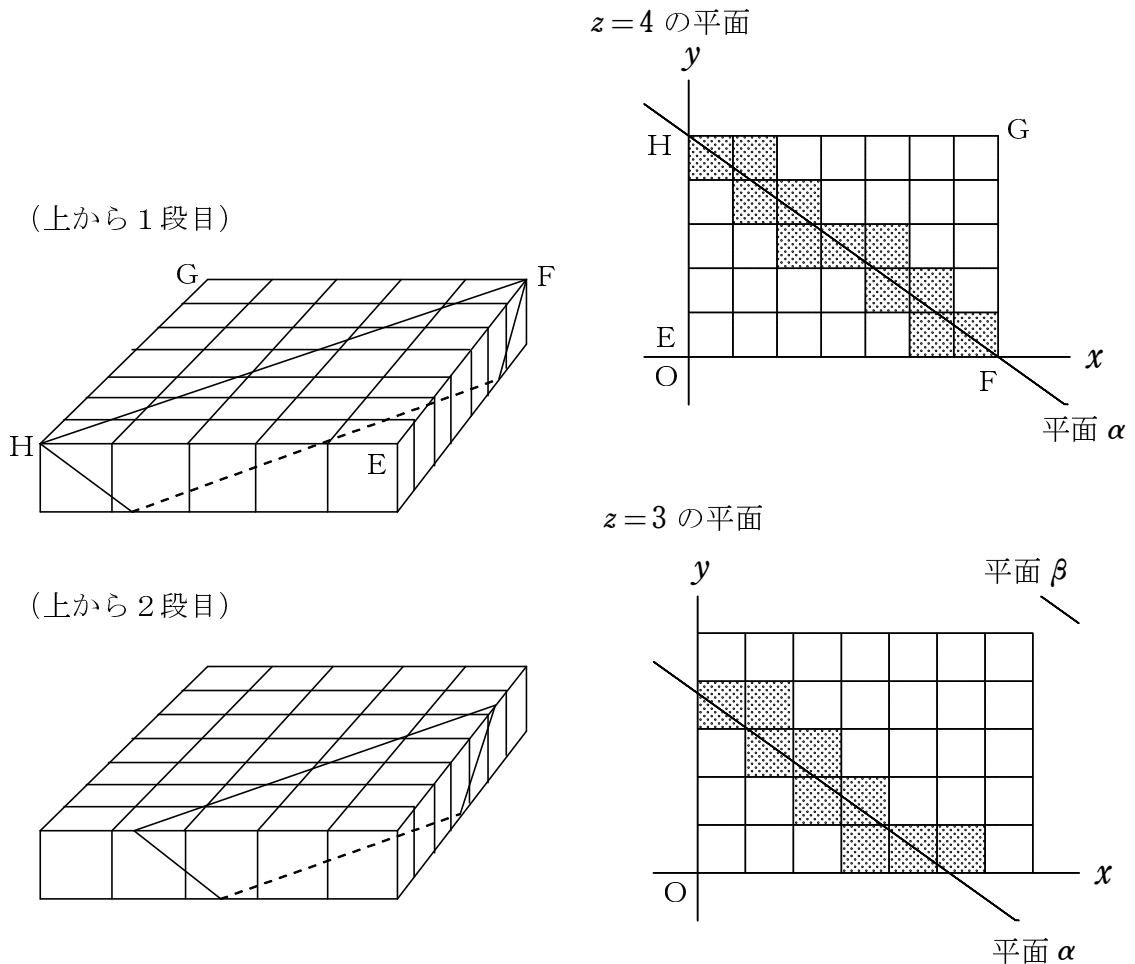 (上から１段目)
G
F
H
E
(上から２段目)
z=4 の平面
y
H
G
E
O
F
x
平面 α
z=3 の平面
y
平面 β
O
x
平面 α